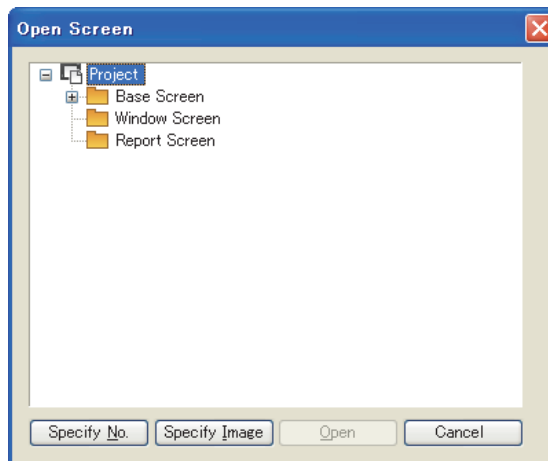 Open Screen
Project
Base Screen
Window Screen
Report Screen
Specify No. Specify Image Open Cancel